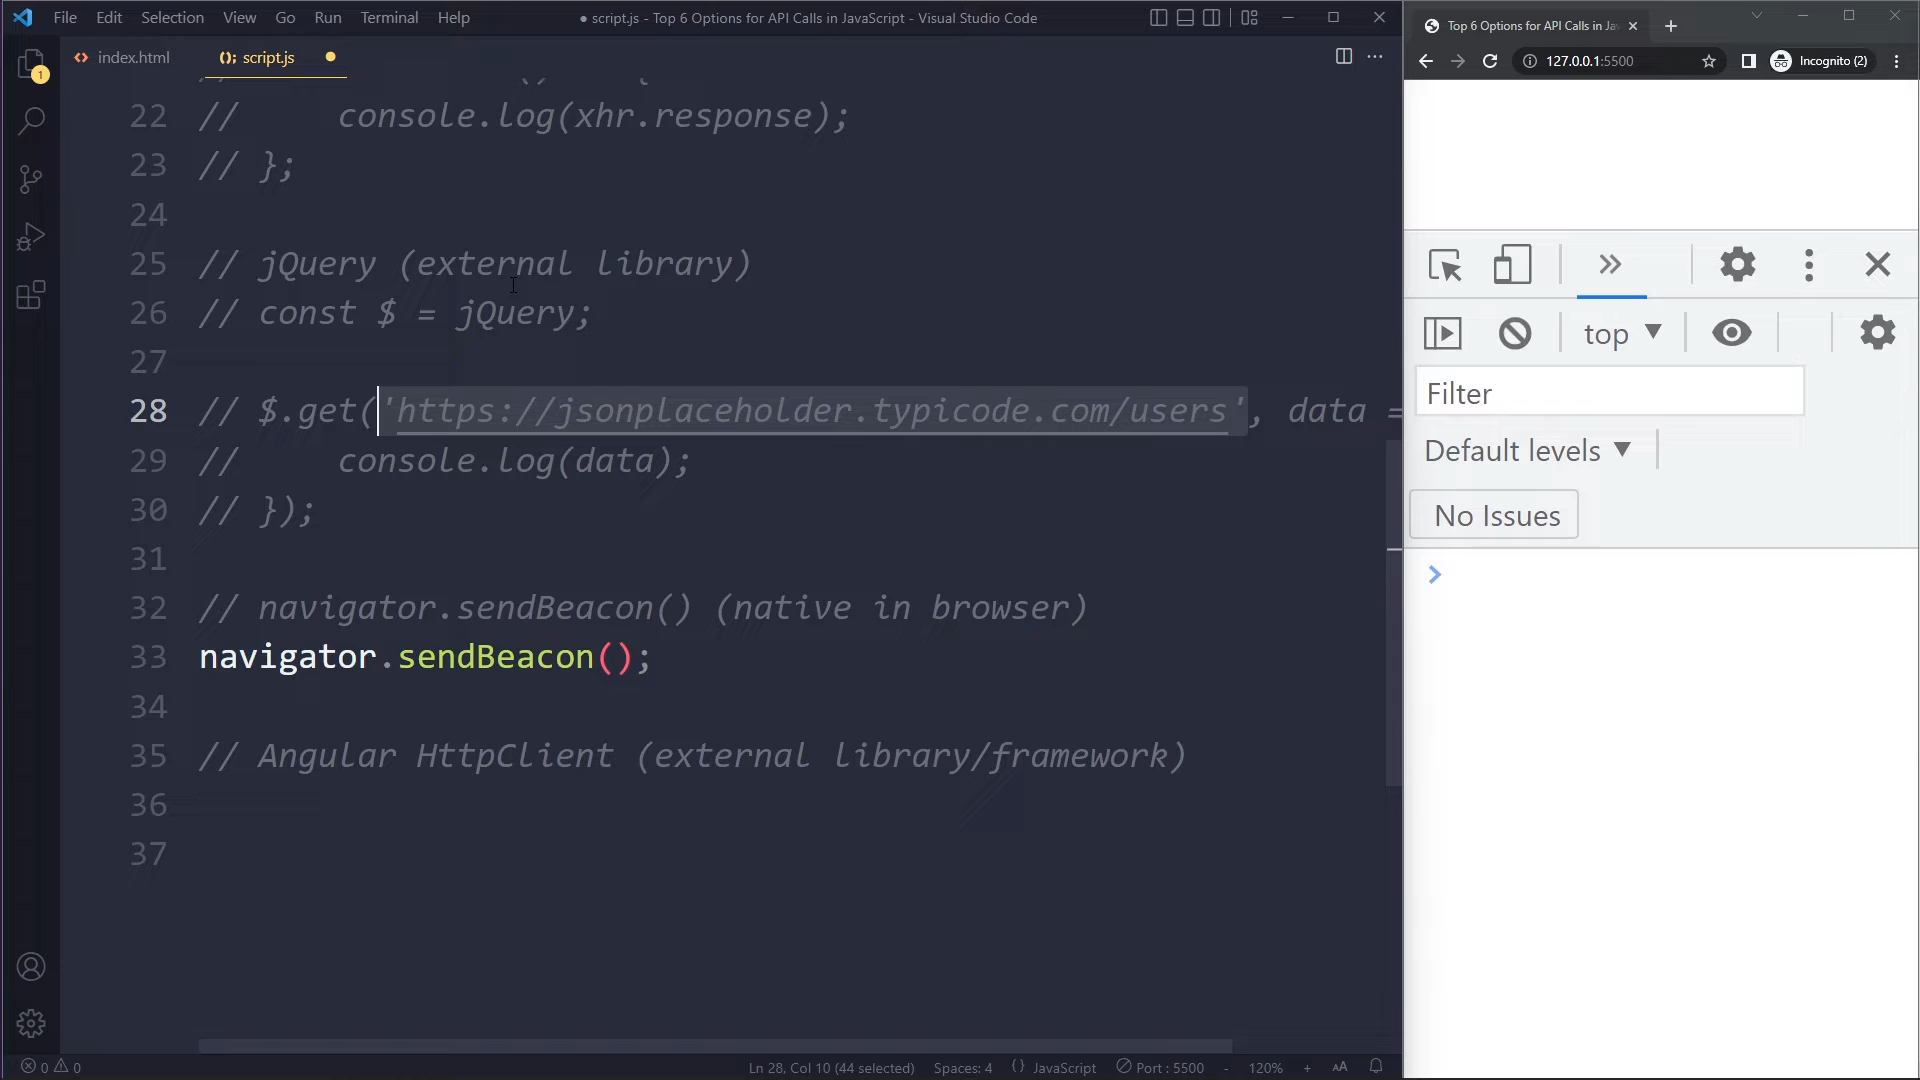 File Edit Selection View Go Run Terminal Help
● script.js - Top 6 Options for API Calls in JavaScript - Visual Studio Code
index.html
script.js
1
22 //     console.log(xhr.response);
23 // };
24
25 // jQuery (external library)
26 // const $ = jQuery;
27
28 // $.get('https://jsonplaceholder.typicode.com/users', data =
29 //     console.log(data);
30 // });
31
32 // navigator.sendBeacon() (native in browser)
33 navigator.sendBeacon();
34
35 // Angular HttpClient (external library/framework)
36
37
0 0
Ln 28, Col 10 (44 selected) Spaces: 4 JavaScript Port : 5500 - 120% +
Top 6 Options for API Calls in Ja
127.0.0.1:5500
Incognito (2)
top
Filter
Default levels
No Issues